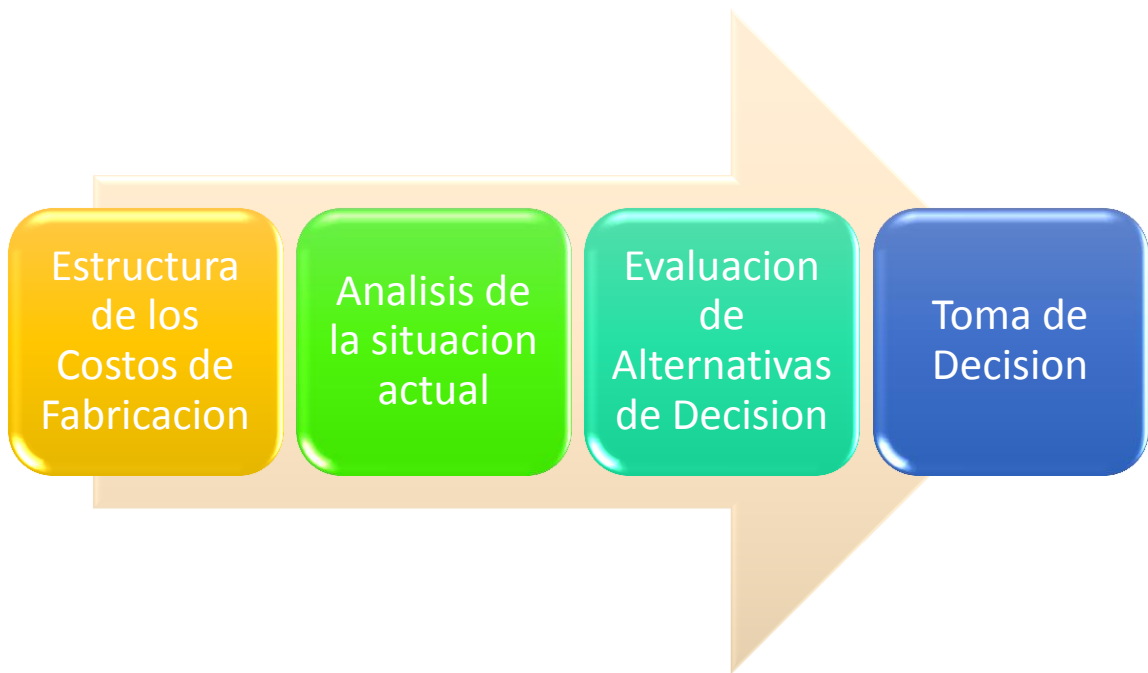 Estructura
de los
Costos de
Fabricacion
Analisis de
la situacion
actual
Evaluacion
de
Alternativas
de Decision
Toma de
Decision